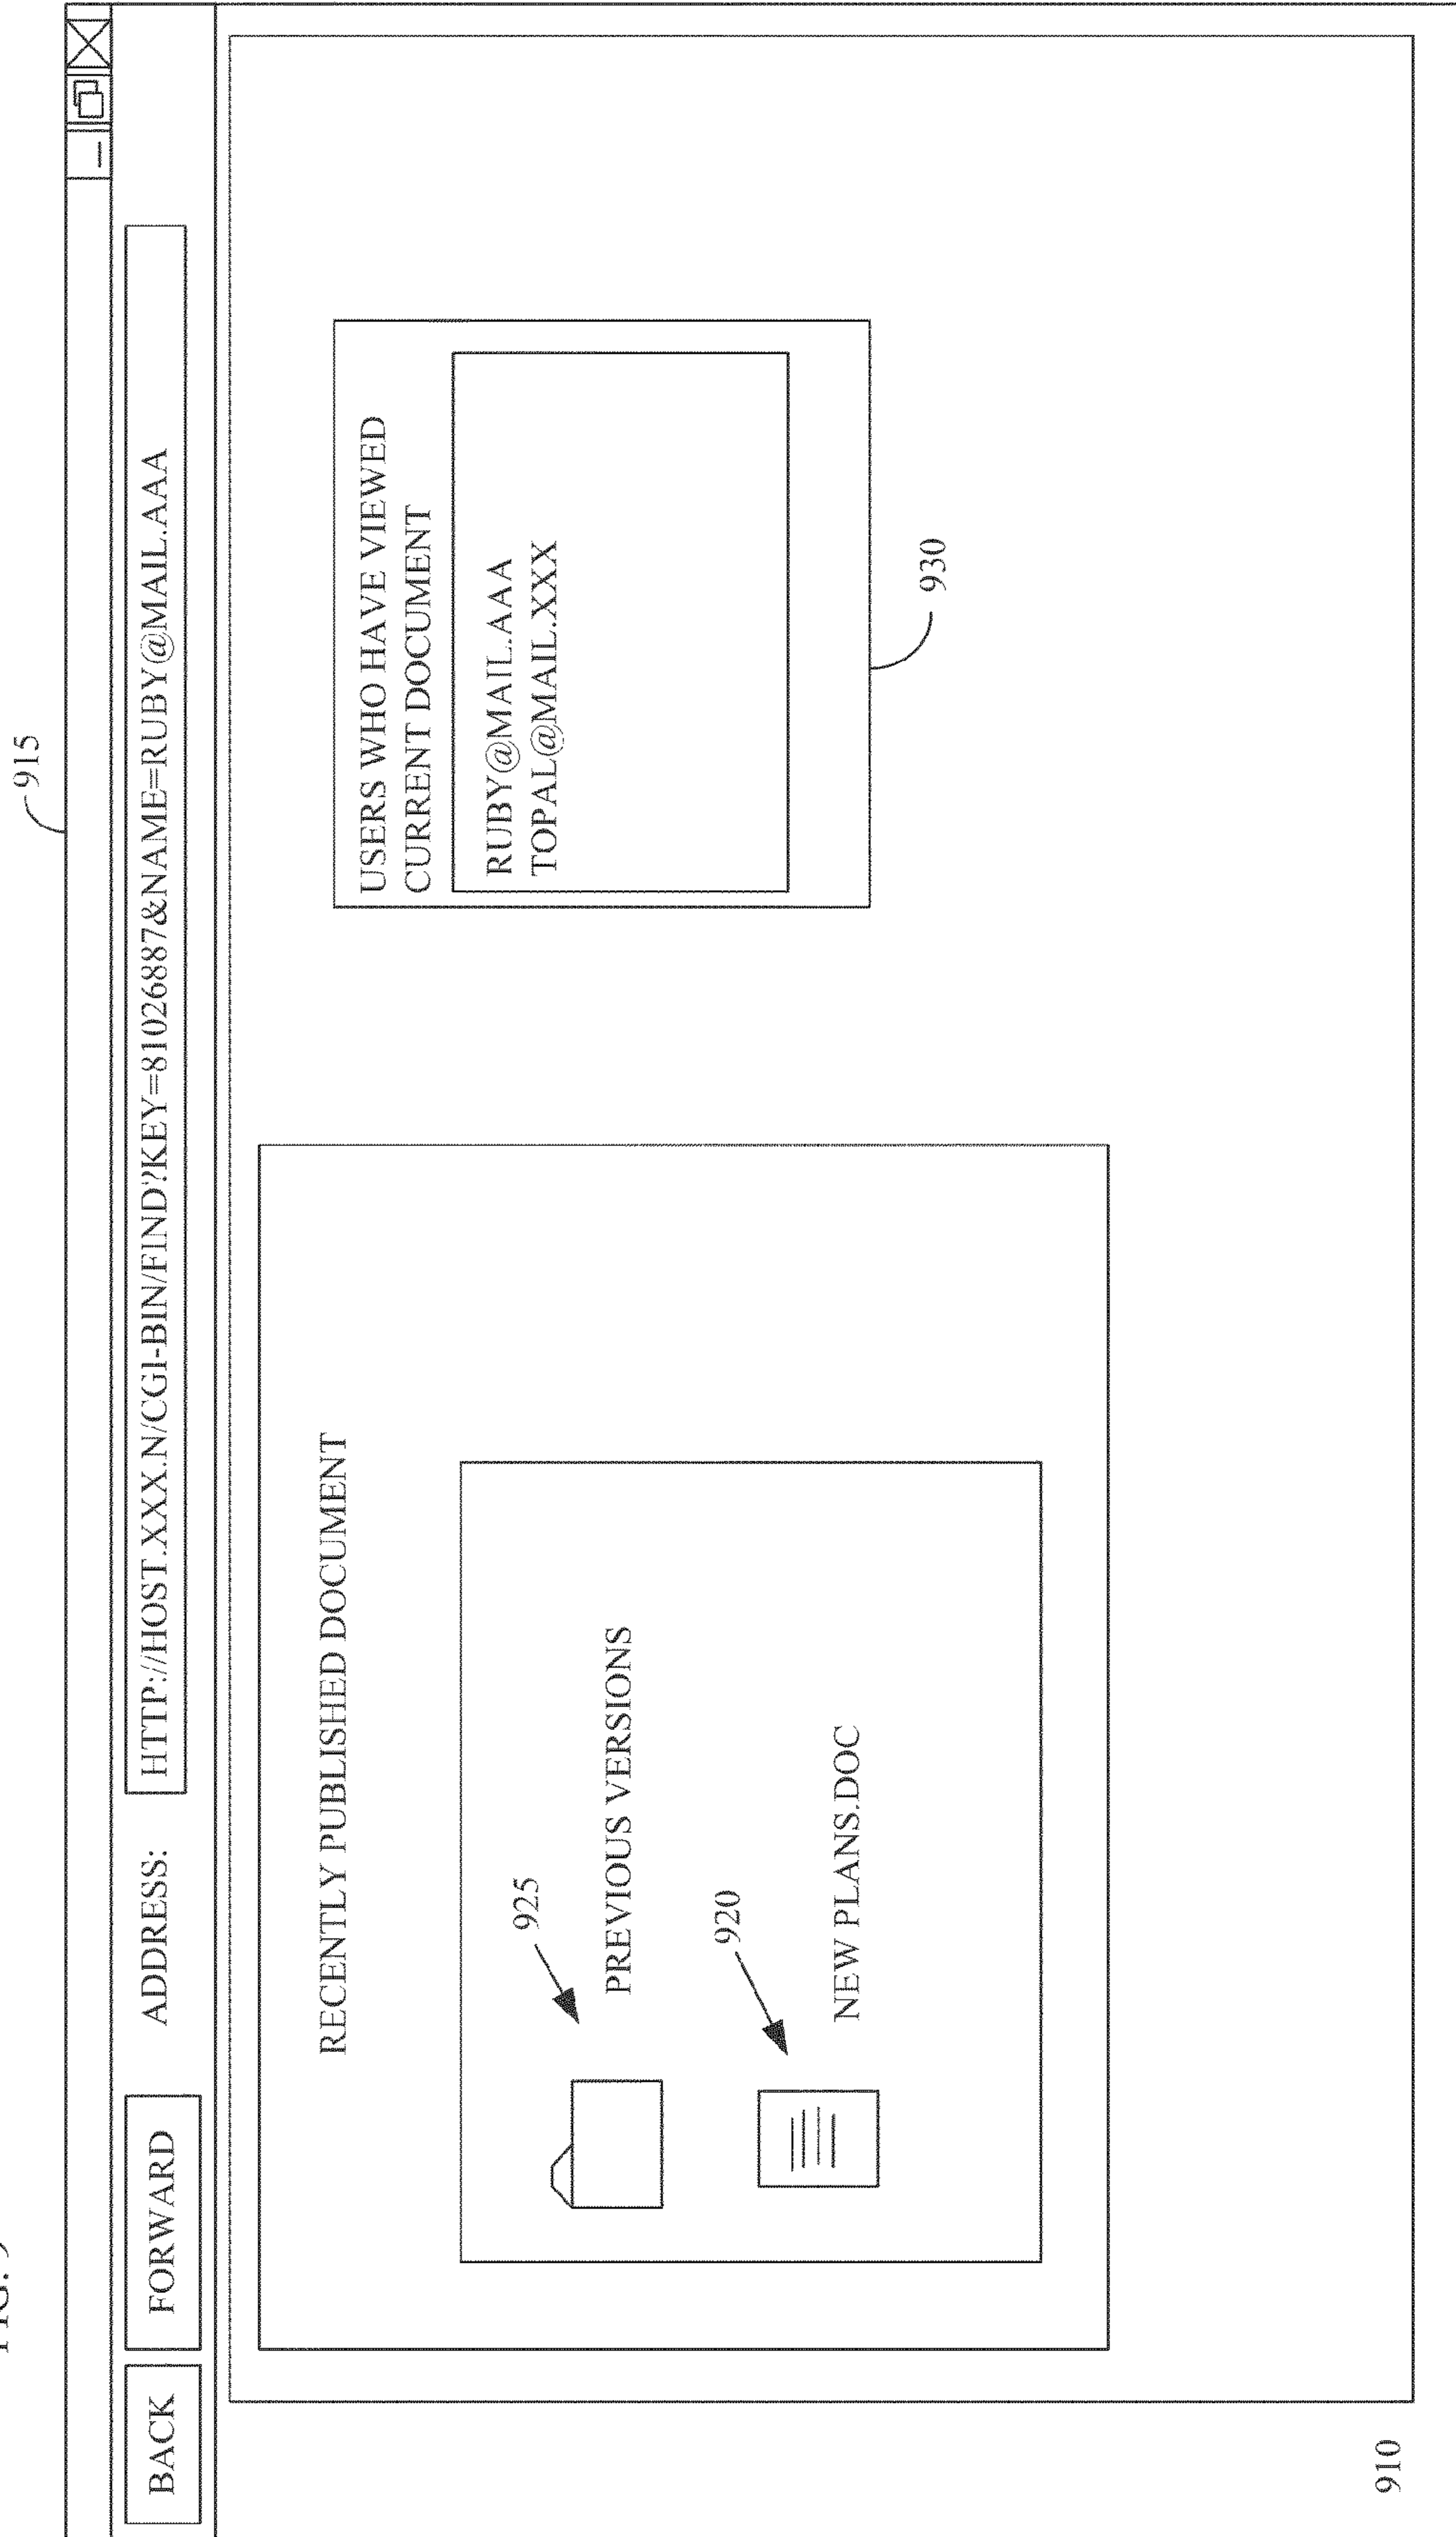 FIG. 9
915
BACK
FORWARD
ADDRESS:
HTTP://HOST.XXX.N/CGI-BIN/FIND?KEY=81026887&NAME=RUBY@MAIL.AAA
RECENTLY PUBLISHED DOCUMENT
925
PREVIOUS VERSIONS
920
NEW PLANS.DOC
USERS WHO HAVE VIEWED
CURRENT DOCUMENT
RUBY@MAIL.AAA
TOPAL@MAIL.XXX
930
910